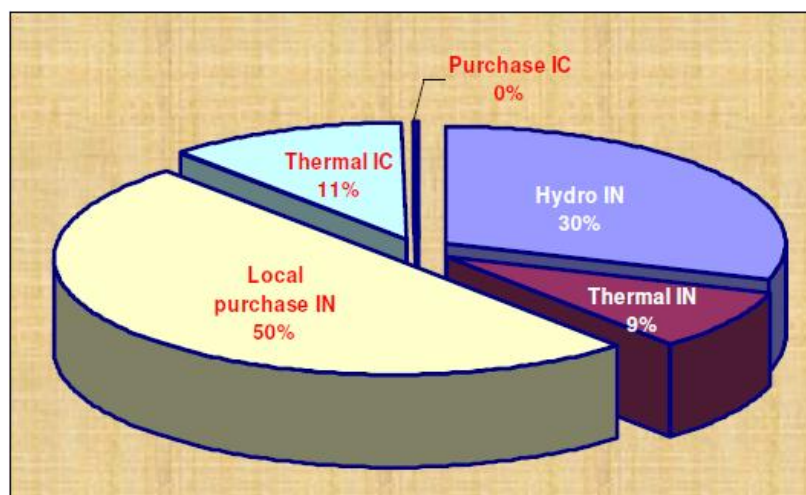 Purchase IC
0%
Thermal IC
11%
Hydro IN
30%
Thermal IN
9%
Local
purchase IN
50%